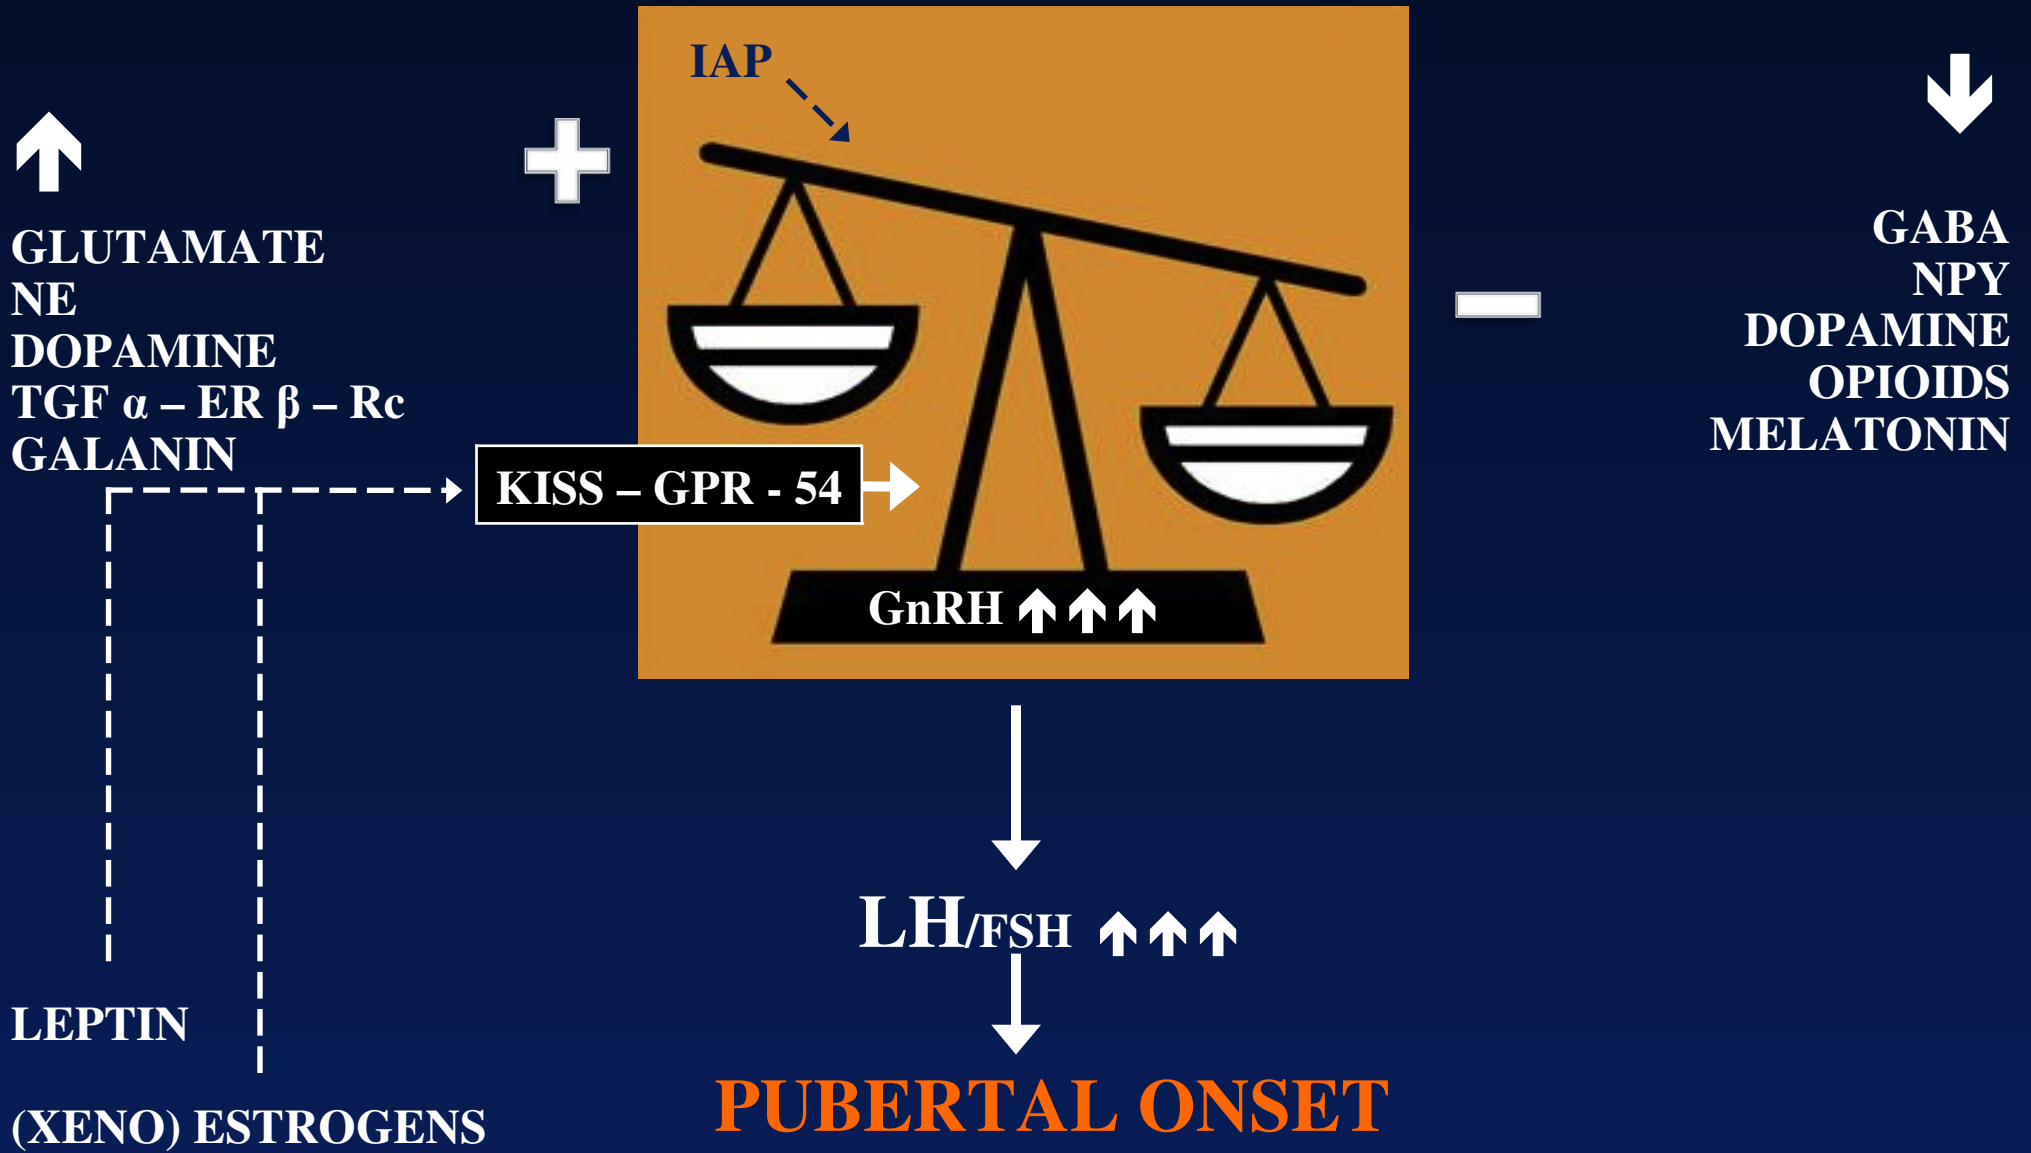 IAP
GLUTAMATE
NE
DOPAMINE
TGF α – ER β – Rc
GALANIN
GABA
NPY
DOPAMINE
OPIOIDS
MELATONIN
KISS – GPR - 54
GnRH
LH/FSH
LEPTIN
(XENO) ESTROGENS
PUBERTAL ONSET